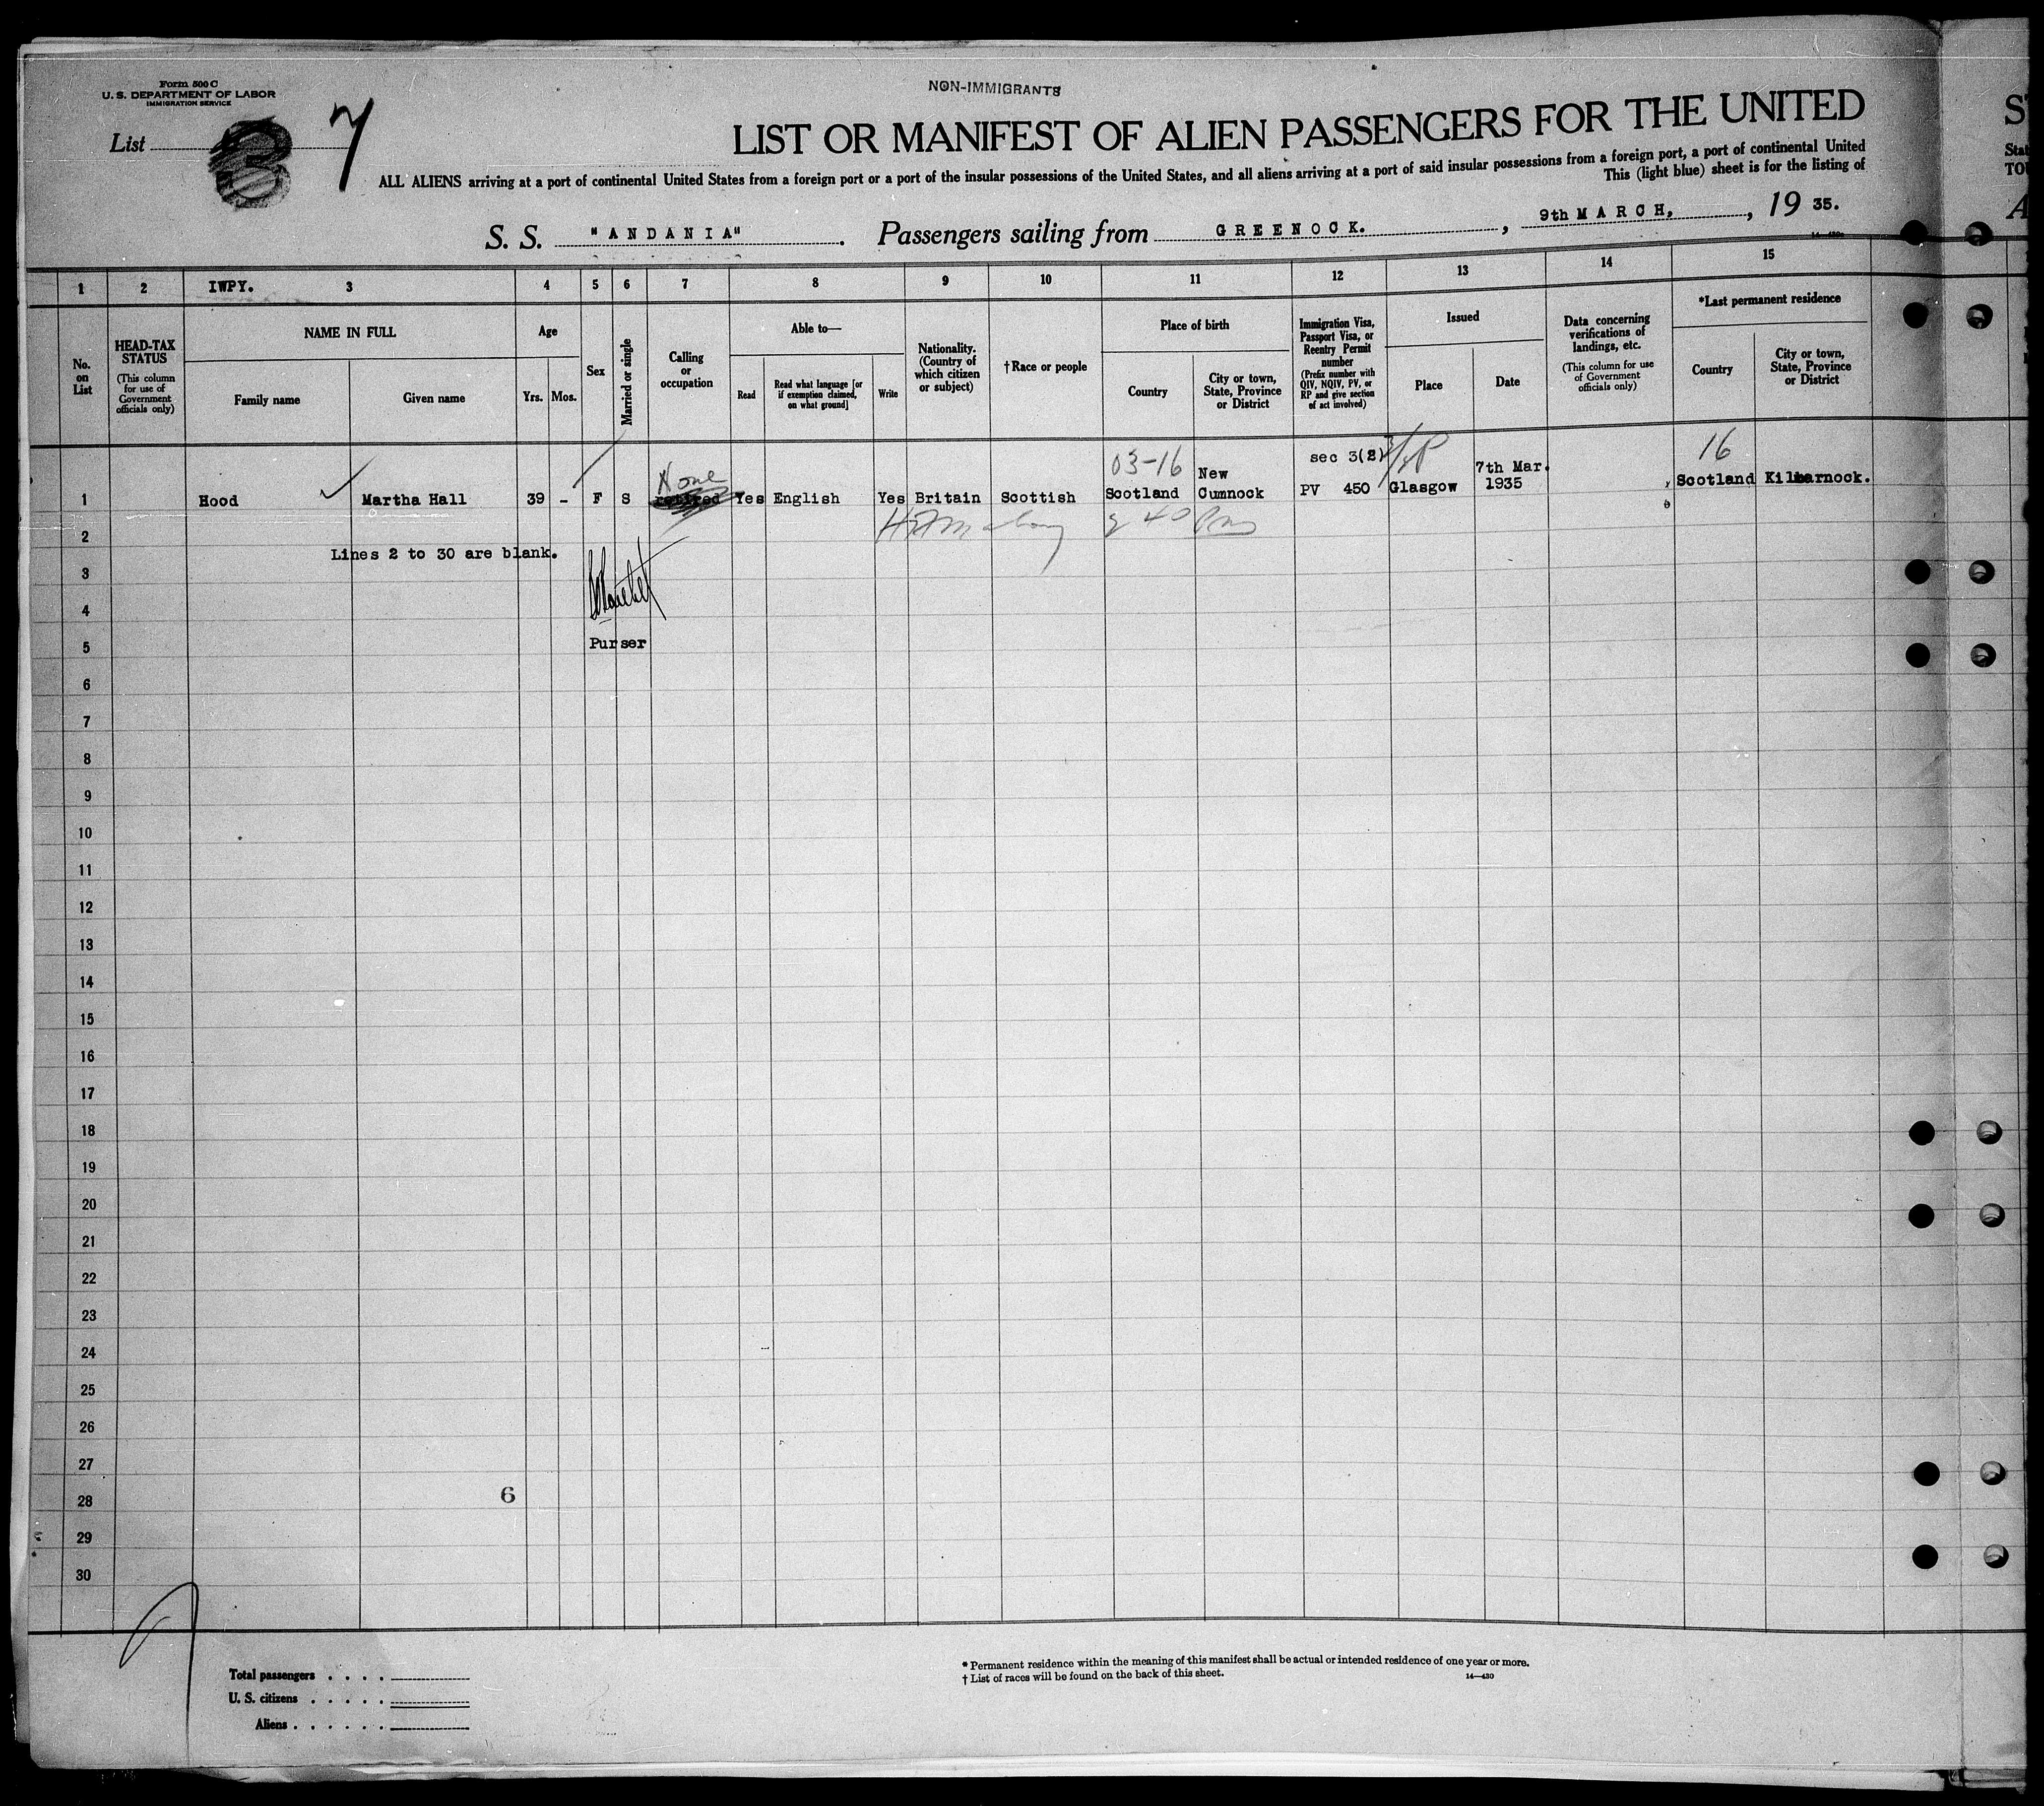 Form 500 C
U. S. DEPARTMENT OF LABOR
IMMIGRATION SERVICE
List
7
NON-IMMIGRANTS
LIST OR MANIFEST OF ALIEN PASSENGERS FOR THE UNITED
ALL ALIENS arriving at a port of continental United States from a foreign port or a port of the insular possessions of the United States, and all aliens arriving at a port of said insular possessions from a foreign port, a port of continental United
This (light blue) sheet is for the listing of
S. S. "ANDANIA". Passengers sailing from GREENOCK. , 9th MARCH, , 19 35.
1 2 IWPY. 3 4 5 6 7 8 9 10 11 12 13 14 15
No. on List
HEAD-TAX STATUS
(This column for use of Government officials only)
NAME IN FULL
Family name
Given name
Age
Yrs. Mos.
Sex
Married or single
Calling or occupation
Able to—
Read
Read what language [or if exemption claimed, on what ground]
Write
Nationality. (Country of which citizen or subject)
† Race or people
Place of birth
Country
City or town, State, Province or District
Immigration Visa, Passport Visa, or Reentry Permit number
(Prefix number with QIV, NQIV, PV, or RP and give section of act involved)
Issued
Place
Date
Data concerning verifications of landings, etc.
(This column for use of Government officials only)
*Last permanent residence
Country
City or town, State, Province or District
None 03-16 New sec 3(2) 7th Mar. 16
1 Hood Martha Hall 39 - F S retired Yes English Yes Britain Scottish Scotland Cumnock PV 450 Glasgow 1935 Scotland Kilmarnock.
2
Lines 2 to 30 are blank.
3
4
5 Purser
6
7
8
9
10
11
12
13
14
15
16
17
18
19
20
21
22
23
24
25
26
27
28 6
29
30
Total passengers . . . .
U. S. citizens . . . . .
Aliens . . . . . .
* Permanent residence within the meaning of this manifest shall be actual or intended residence of one year or more.
† List of races will be found on the back of this sheet.
14—430